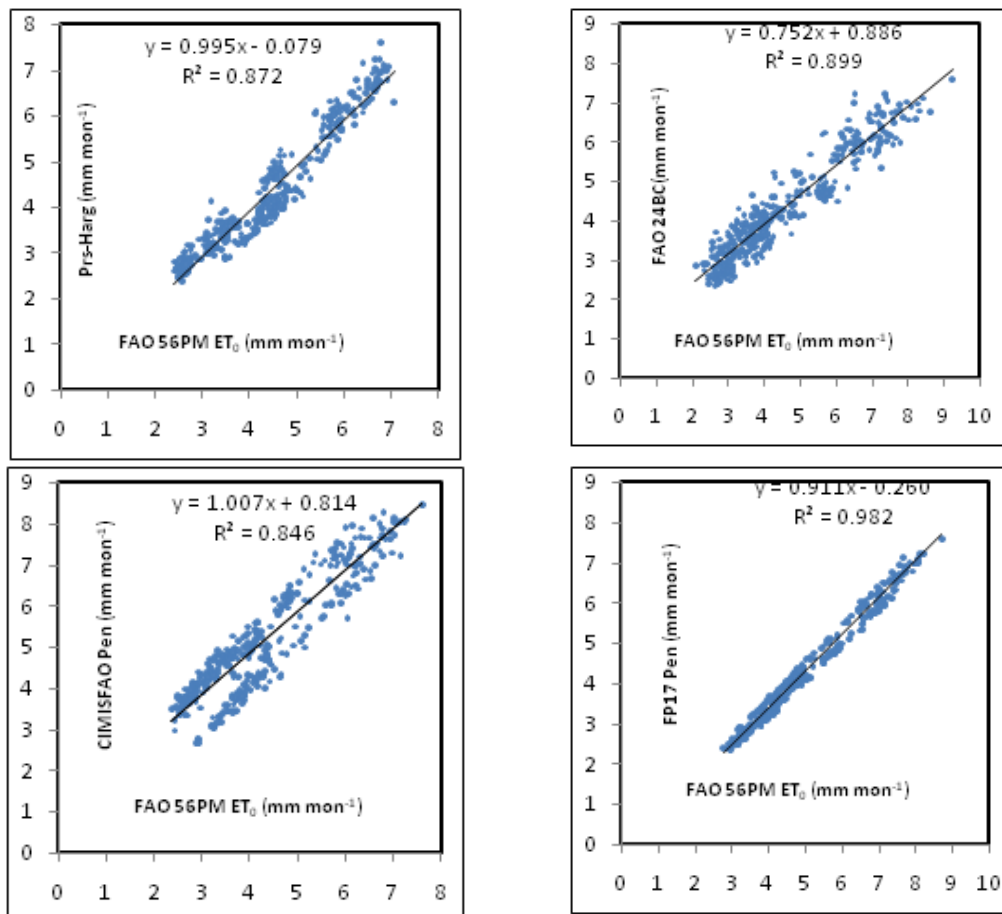 8
7
6
5
4
3
2
1
0
y = 0.995x - 0.079
R² = 0.872
Prs-Harg (mm mon⁻¹)
FAO 56PM ET₀ (mm mon⁻¹)
0 1 2 3 4 5 6 7 8
9
8
7
6
5
4
3
2
1
0
y = 0.752x + 0.886
R² = 0.899
FAO 24BC(mm mon⁻¹)
FAO 56PM ET₀ (mm mon⁻¹)
0 1 2 3 4 5 6 7 8 9 10
9
8
7
6
5
4
3
2
1
0
y = 1.007x + 0.814
R² = 0.846
CIMISFAO Pen (mm mon⁻¹)
FAO 56PM ET₀ (mm mon⁻¹)
0 1 2 3 4 5 6 7 8
9
8
7
6
5
4
3
2
1
0
y = 0.911x - 0.260
R² = 0.982
FP17 Pen (mm mon⁻¹)
FAO 56PM ET₀ (mm mon⁻¹)
0 1 2 3 4 5 6 7 8 9 10